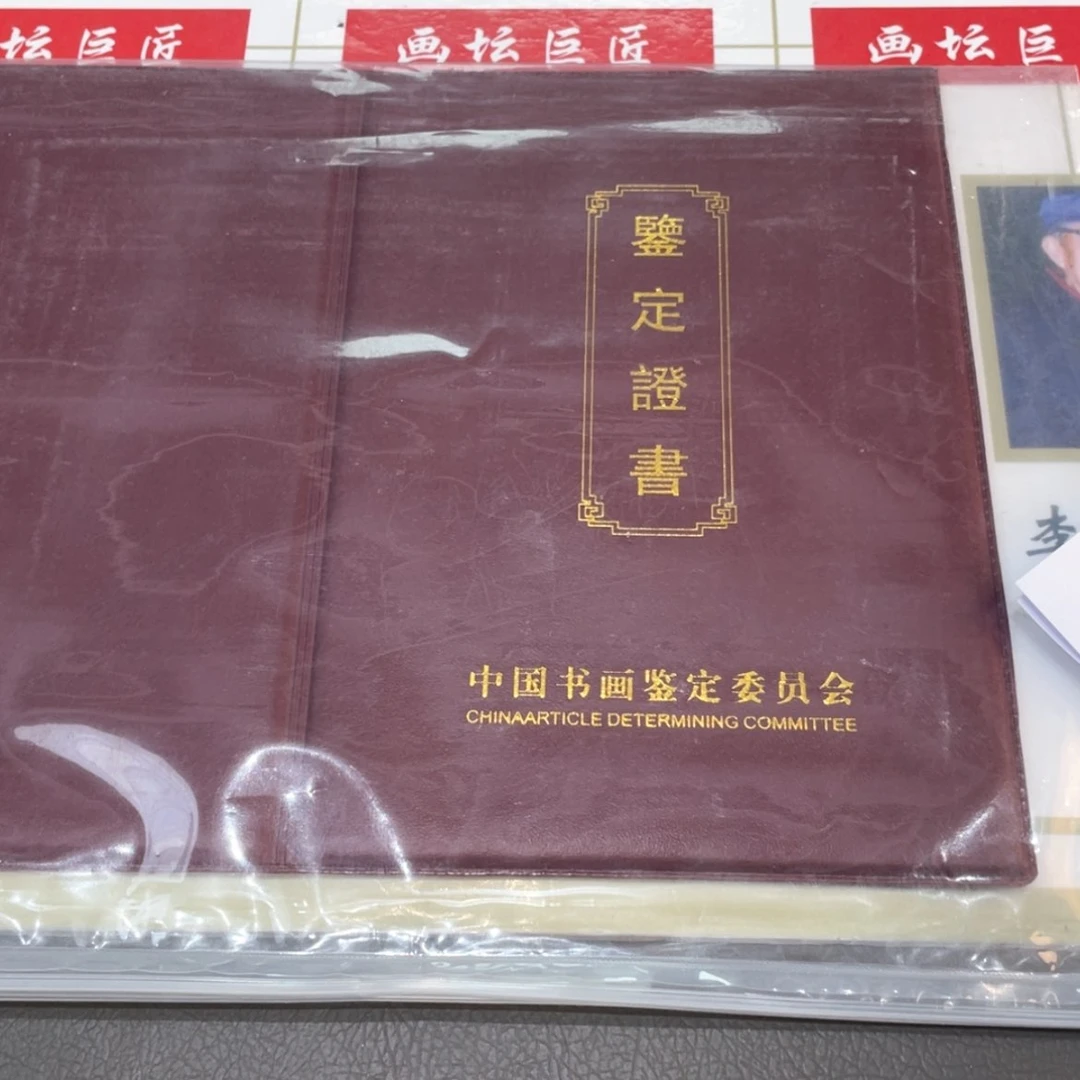 坛巨匠
画坛巨匠
画坛巨
鑒定證書
中国书画鉴定委员会
CHINAARTICLE DETERMINING COMMITTEE
李